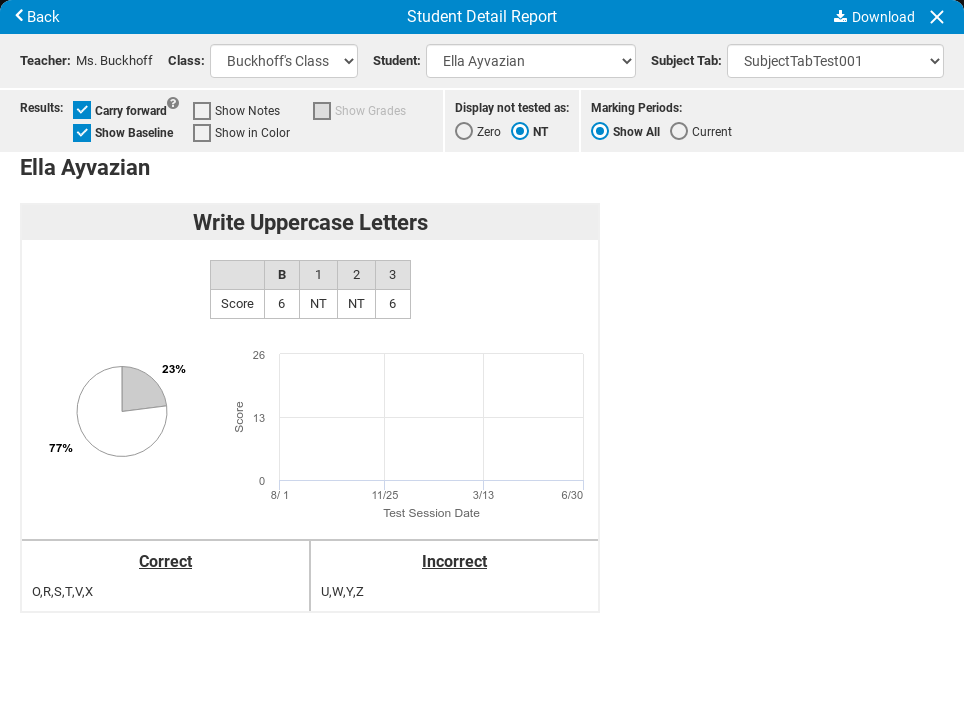 Back Student Detail Report Download
Teacher: Ms. Buckhoff Class: Buckhoff's Class Student: Ella Ayvazian Subject Tab: SubjectTabTest001
Results: Carry forward ? Show Notes Show Grades Display not tested as: Marking Periods:
Show Baseline Show in Color Zero NT Show All Current
Ella Ayvazian
Write Uppercase Letters
B 1 2 3
Score 6 NT NT 6
23%
77%
26
13
0
Score
8/ 1 11/25 3/13 6/30
Test Session Date
Correct Incorrect
O,R,S,T,V,X U,W,Y,Z